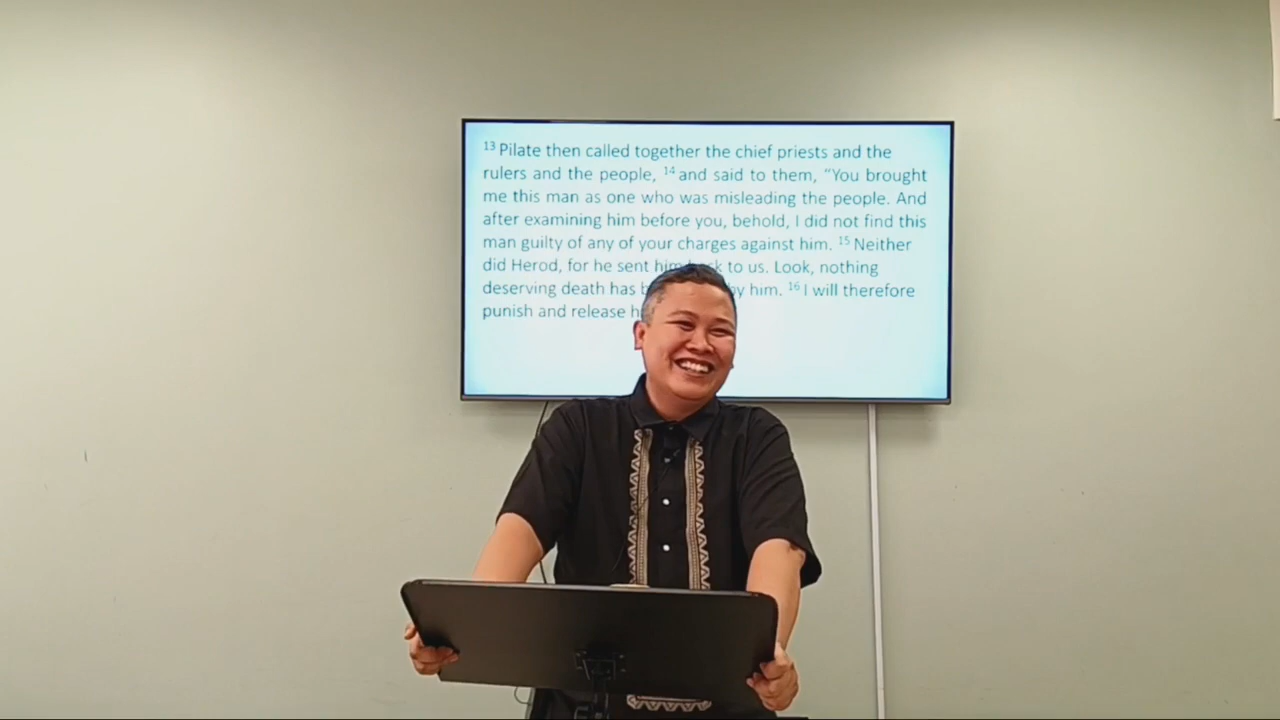 13 Pilate then called together the chief priests and the
rulers and the people, 14 and said to them, “You brought
me this man as one who was misleading the people. And
after examining him before you, behold, I did not find this
man guilty of any of your charges against him. 15 Neither
did Herod, for he sent to us. Look, nothing
deserving death has by him. 16 I will therefore
punish and release